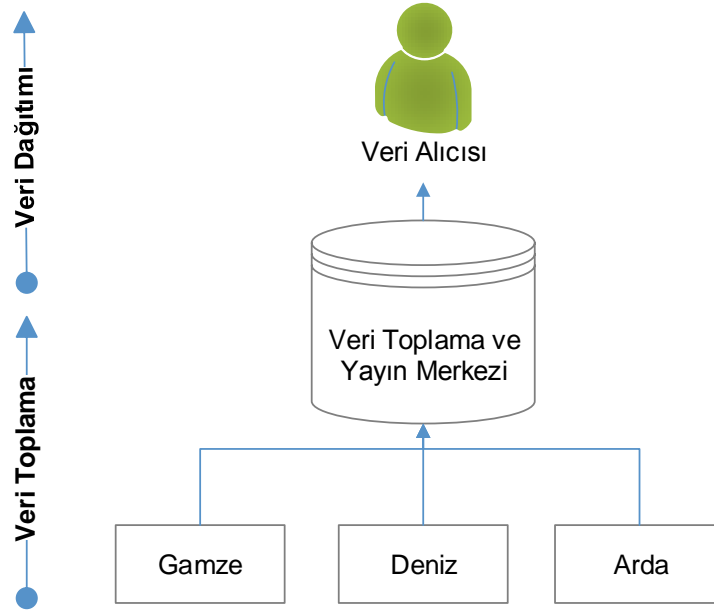 Veri Dağıtımı
Veri Alıcısı
Veri Toplama ve
Yayın Merkezi
Veri Toplama
Gamze
Deniz
Arda